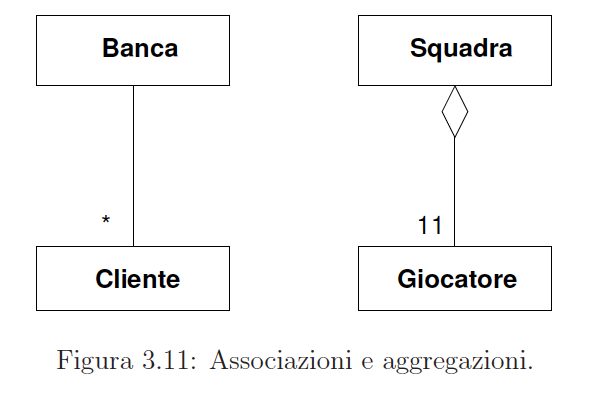 Banca
Squadra
*
11
Cliente
Giocatore
Figura 3.11: Associazioni e aggregazioni.